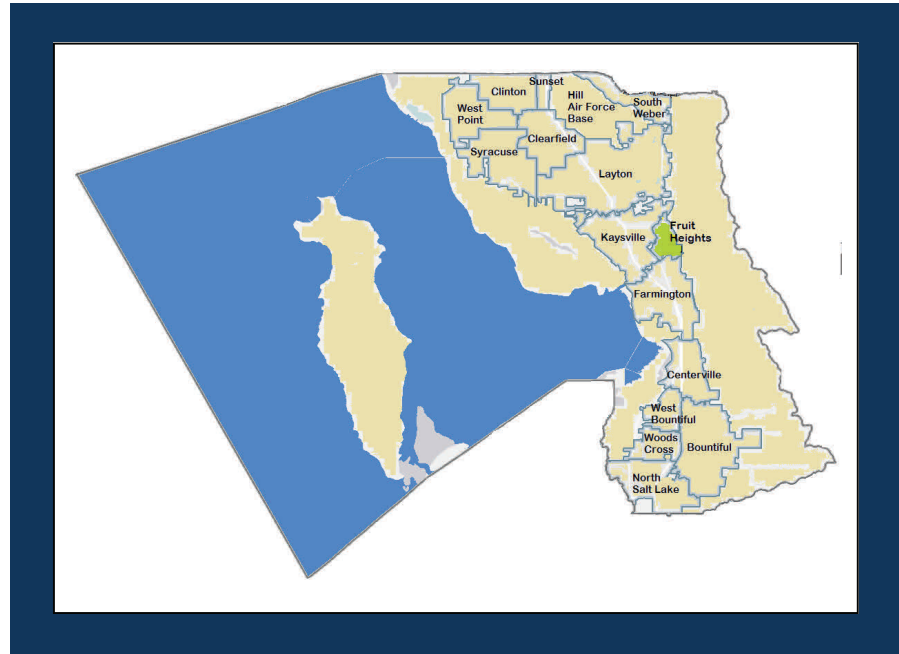 Sunset
Clinton
Hill
Air Force
Base
South
Weber
West
Point
Clearfield
Syracuse
Layton
Fruit
Heights
Kaysville
Farmington
Centerville
West
Bountiful
Woods
Cross
Bountiful
North
Salt Lake